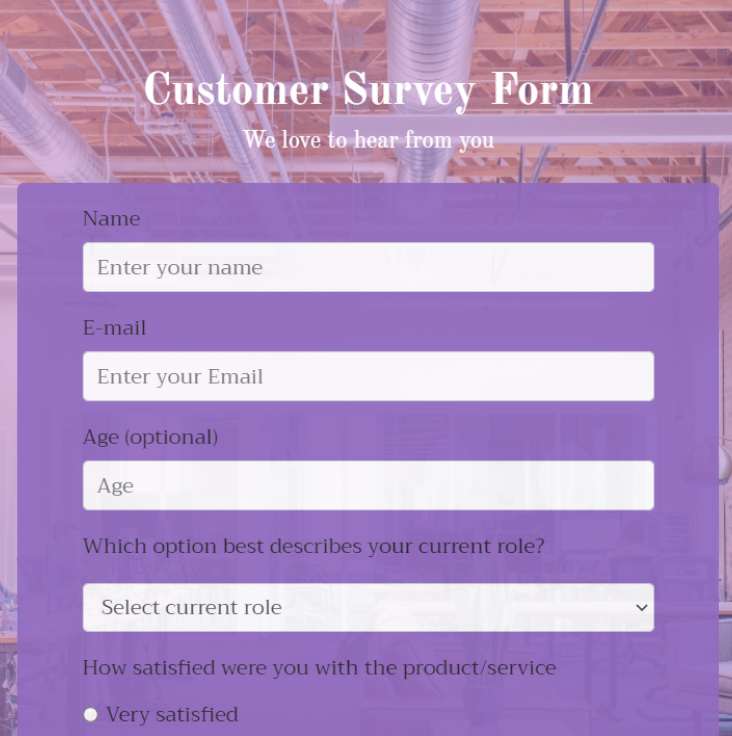 Customer Survey Form
We love to hear from you
Name
Enter your name
E-mail
Enter your Email
Age (optional)
Age
Which option best describes your current role?
Select current role
How satisfied were you with the product/service
Very satisfied